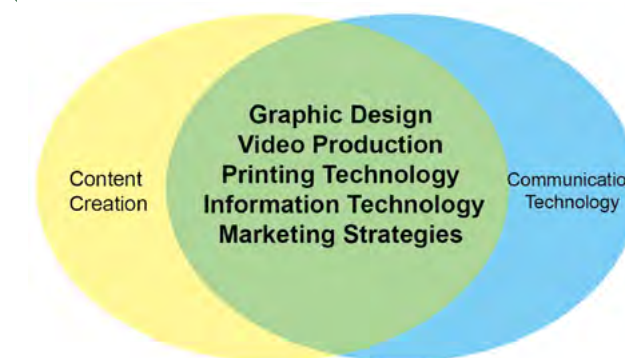 Graphic Design
Video Production
Printing Technology
Information Technology
Marketing Strategies
Content
Creation
Communicatio
Technology